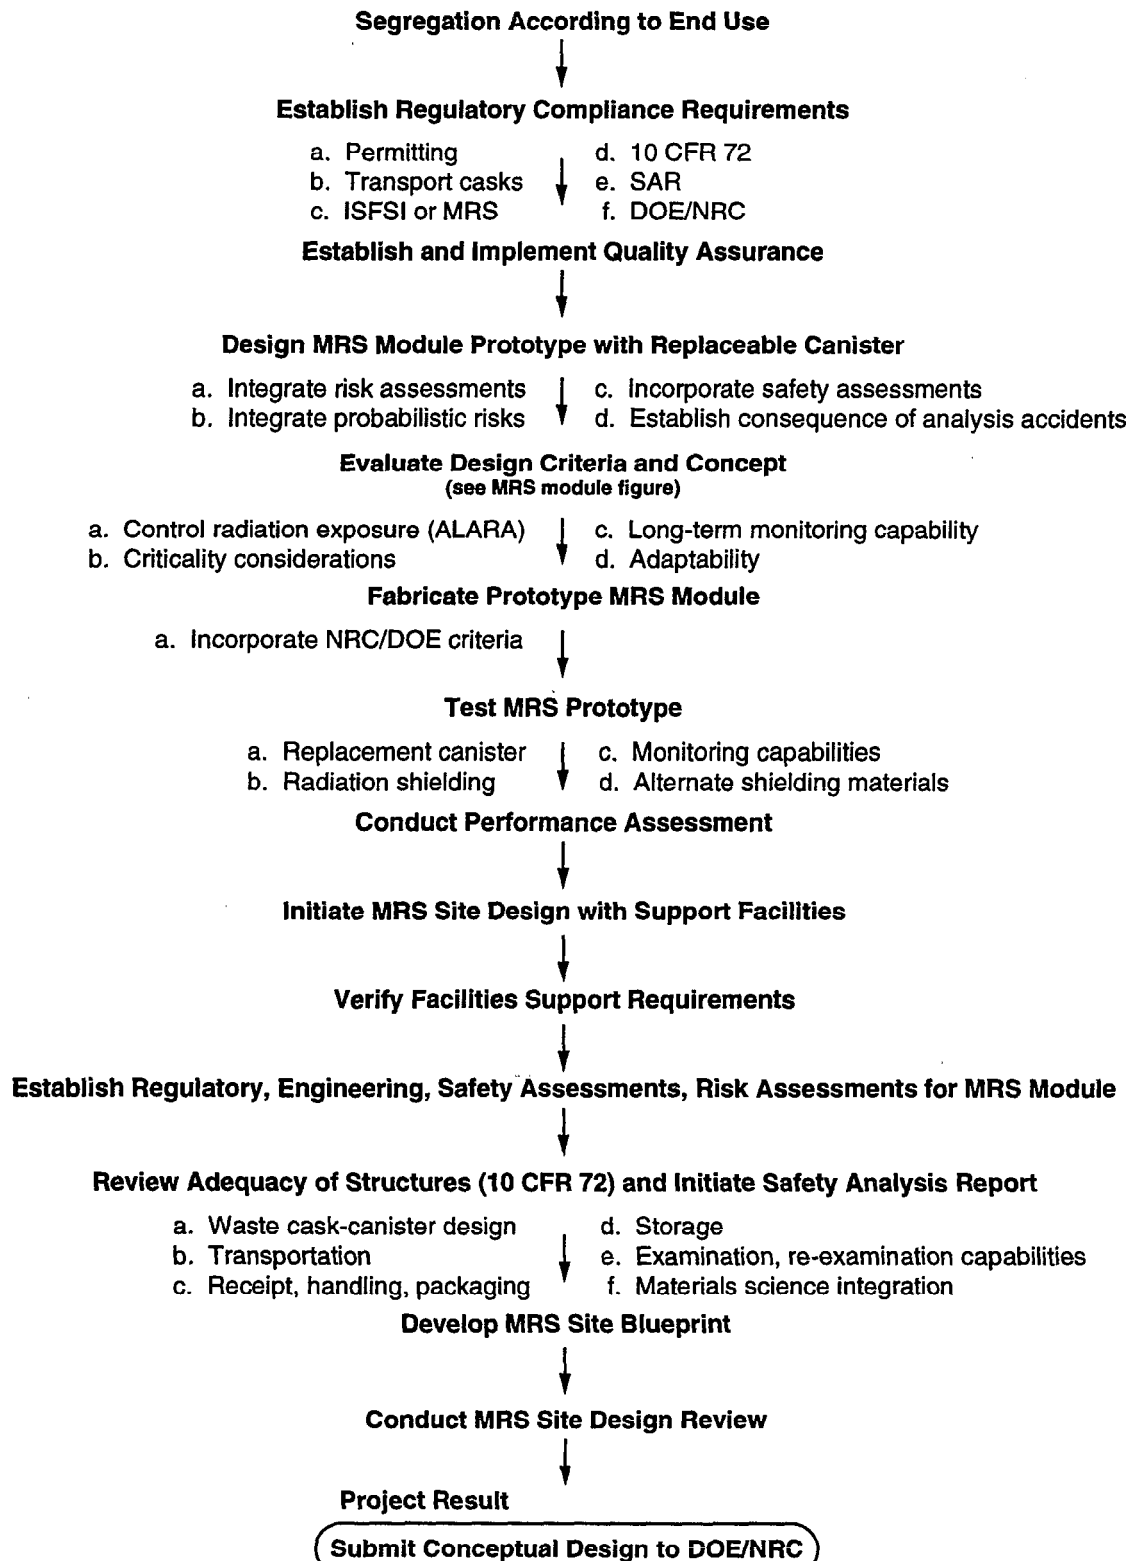 Segregation According to End Use
Establish Regulatory Compliance Requirements
a. Permitting
b. Transport casks
c. ISFSI or MRS
d. 10 CFR 72
e. SAR
f. DOE/NRC
Establish and Implement Quality Assurance
Design MRS Module Prototype with Replaceable Canister
a. Integrate risk assessments
b. Integrate probabilistic risks
c. Incorporate safety assessments
d. Establish consequence of analysis accidents
Evaluate Design Criteria and Concept
(see MRS module figure)
a. Control radiation exposure (ALARA)
b. Criticality considerations
c. Long-term monitoring capability
d. Adaptability
Fabricate Prototype MRS Module
a. Incorporate NRC/DOE criteria
Test MRS Prototype
a. Replacement canister
b. Radiation shielding
c. Monitoring capabilities
d. Alternate shielding materials
Conduct Performance Assessment
Initiate MRS Site Design with Support Facilities
Verify Facilities Support Requirements
Establish Regulatory, Engineering, Safety Assessments, Risk Assessments for MRS Module
Review Adequacy of Structures (10 CFR 72) and Initiate Safety Analysis Report
a. Waste cask-canister design
b. Transportation
c. Receipt, handling, packaging
d. Storage
e. Examination, re-examination capabilities
f. Materials science integration
Develop MRS Site Blueprint
Conduct MRS Site Design Review
Project Result
Submit Conceptual Design to DOE/NRC